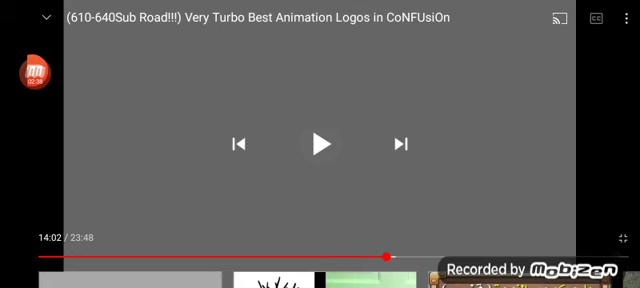 (610-640Sub Road!!!) Very Turbo Best Animation Logos in CoNFUsiOn
CC
02:38
14:02 / 23:48
Recorded by
mobizen